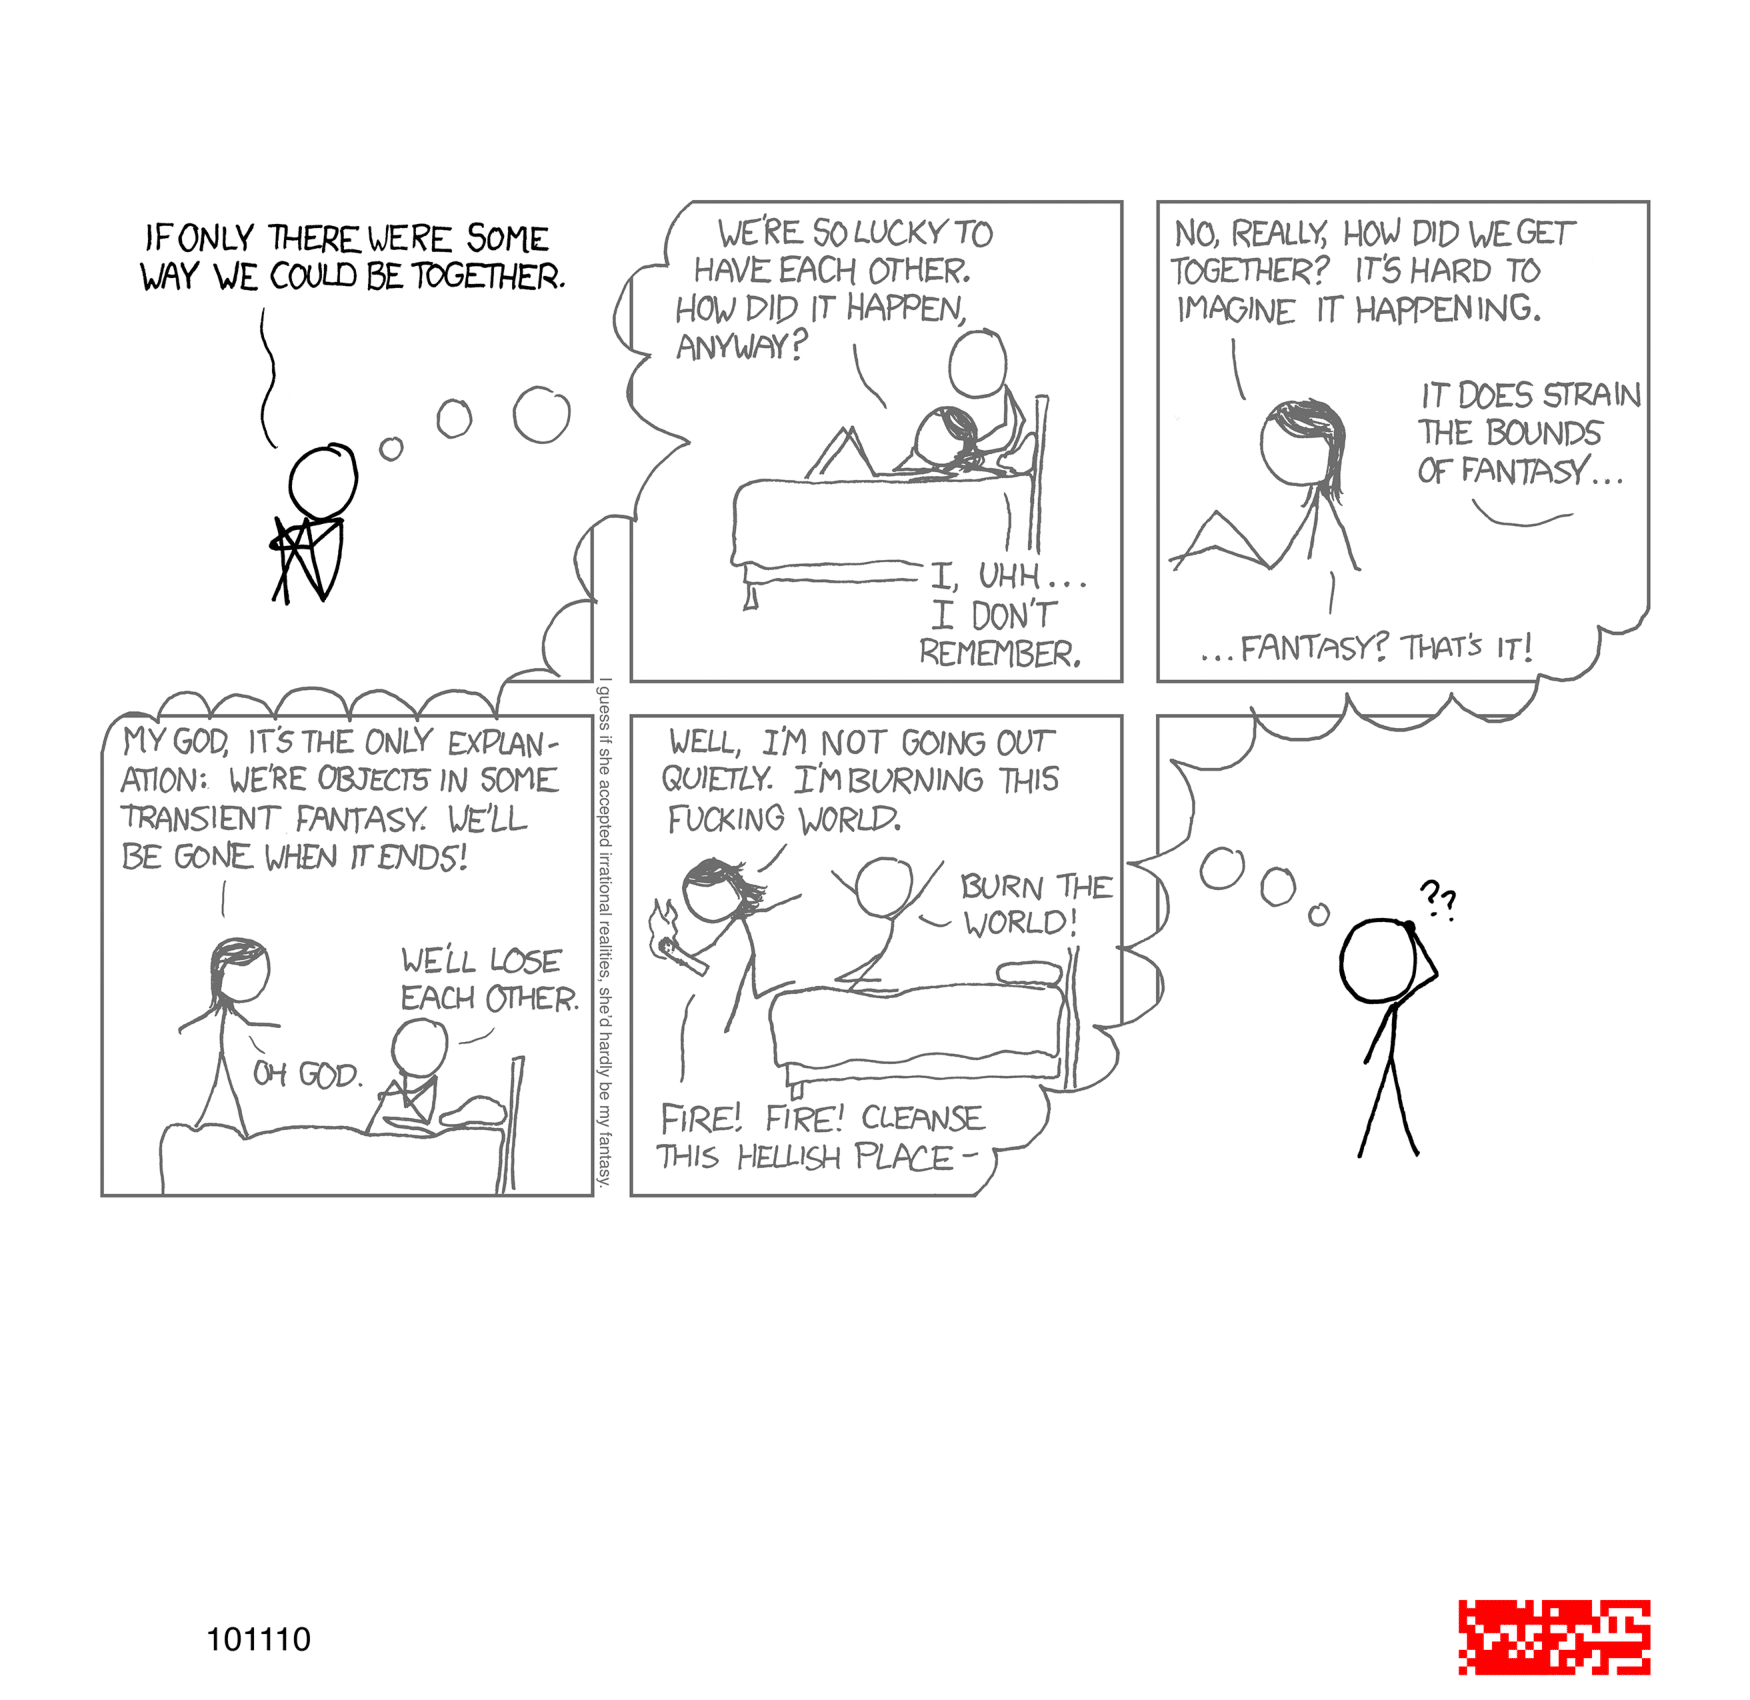 IF ONLY THERE WERE SOME
WAY WE COULD BE TOGETHER.
WE'RE SO LUCKY TO
HAVE EACH OTHER.
HOW DID IT HAPPEN,
ANYWAY?
I, UHH...
I DON'T
REMEMBER.
NO, REALLY, HOW DID WE GET
TOGETHER? IT'S HARD TO
IMAGINE IT HAPPENING.
IT DOES STRAIN
THE BOUNDS
OF FANTASY...
...FANTASY? THAT'S IT!
MY GOD, IT'S THE ONLY EXPLAN-
ATION: WE'RE OBJECTS IN SOME
TRANSIENT FANTASY. WE'LL
BE GONE WHEN IT ENDS!
WE'LL LOSE
EACH OTHER.
OH GOD.
I guess if she accepted irrational realities, she'd hardly be my fantasy.
WELL, I'M NOT GOING OUT
QUIETLY. I'M BURNING THIS
FUCKING WORLD.
BURN THE
WORLD!
FIRE! FIRE! CLEANSE
THIS HELLISH PLACE-
??
101110